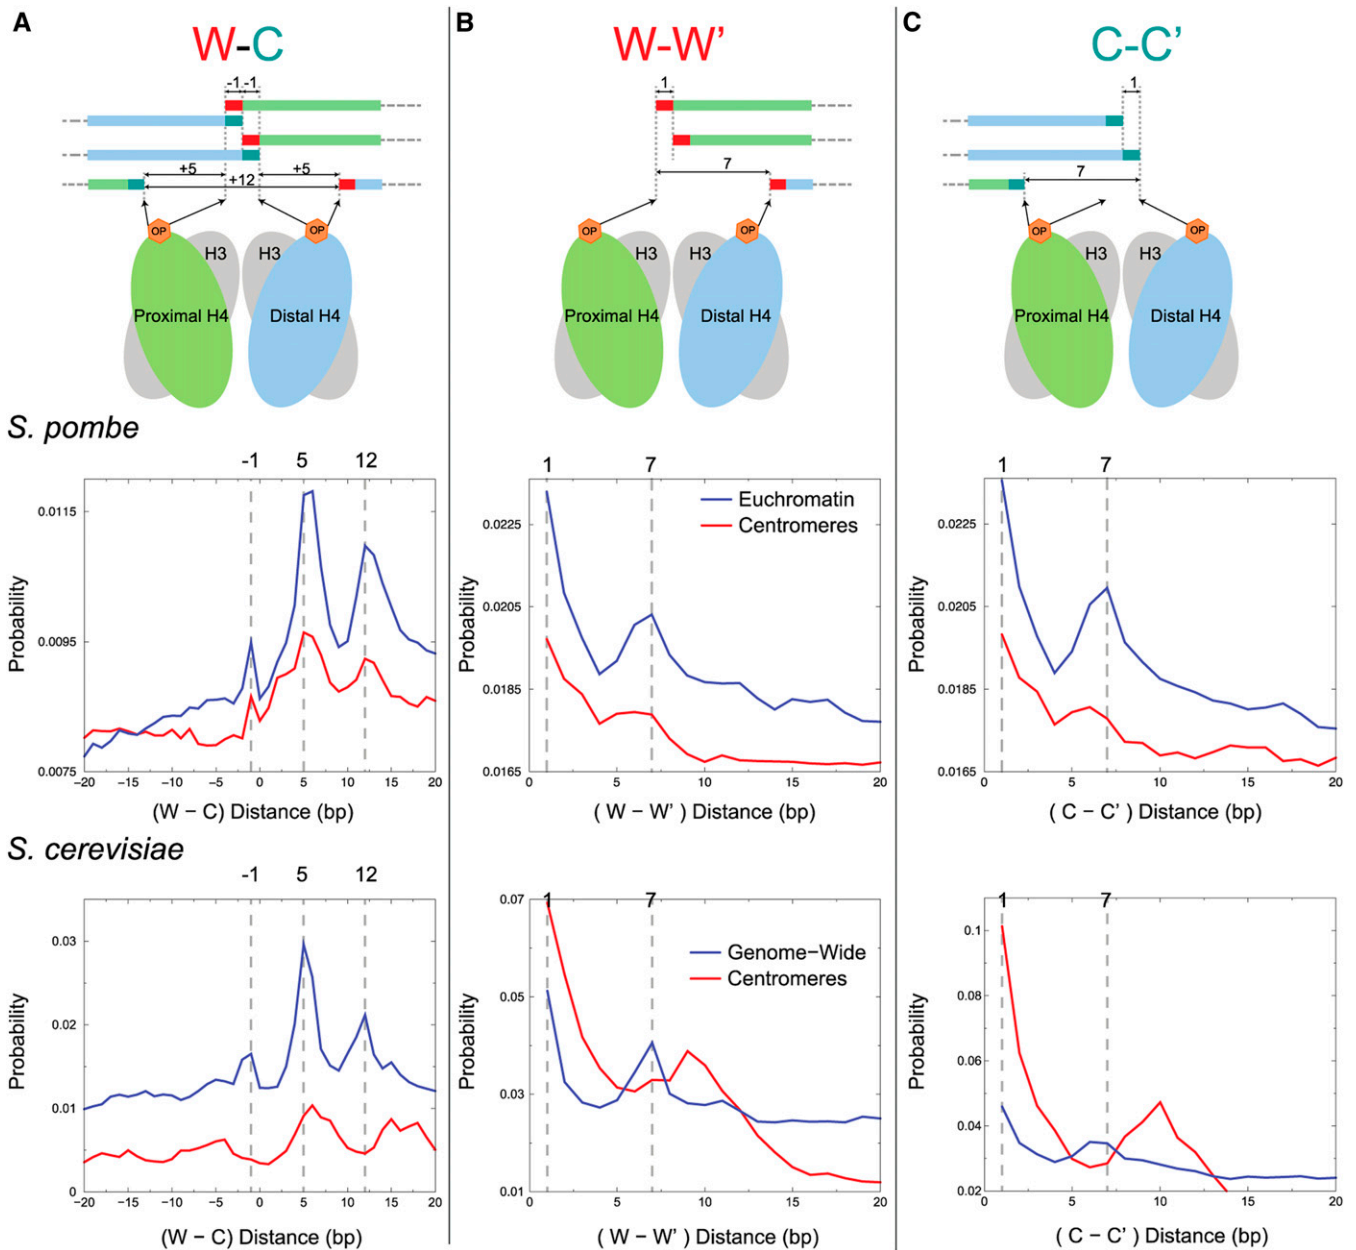 A
W-C
-1 -1
+5 +5
+12
OP OP
H3 H3
Proximal H4 Distal H4
B
W-W’
1
7
OP OP
H3 H3
Proximal H4 Distal H4
C
C-C’
1
7
OP OP
H3 H3
Proximal H4 Distal H4
S. pombe
-1 5 12
0.0115
0.0095
0.0075
Probability
−20 −15 −10 −5 0 5 10 15 20
(W − C) Distance (bp)
1 7
Euchromatin
Centromeres
0.0225
0.0205
0.0185
0.0165
Probability
0 5 10 15 20
( W − W’ ) Distance (bp)
1 7
0.0225
0.0205
0.0185
0.0165
Probability
0 5 10 15 20
( C − C’ ) Distance (bp)
S. cerevisiae
-1 5 12
0.03
0.02
0.01
0
Probability
−20 −15 −10 −5 0 5 10 15 20
(W − C) Distance (bp)
1 7
Genome−Wide
Centromeres
0.07
0.05
0.03
0.01
Probability
0 5 10 15 20
( W − W’ ) Distance (bp)
1 7
0.1
0.08
0.06
0.04
0.02
Probability
0 5 10 15 20
( C − C’ ) Distance (bp)